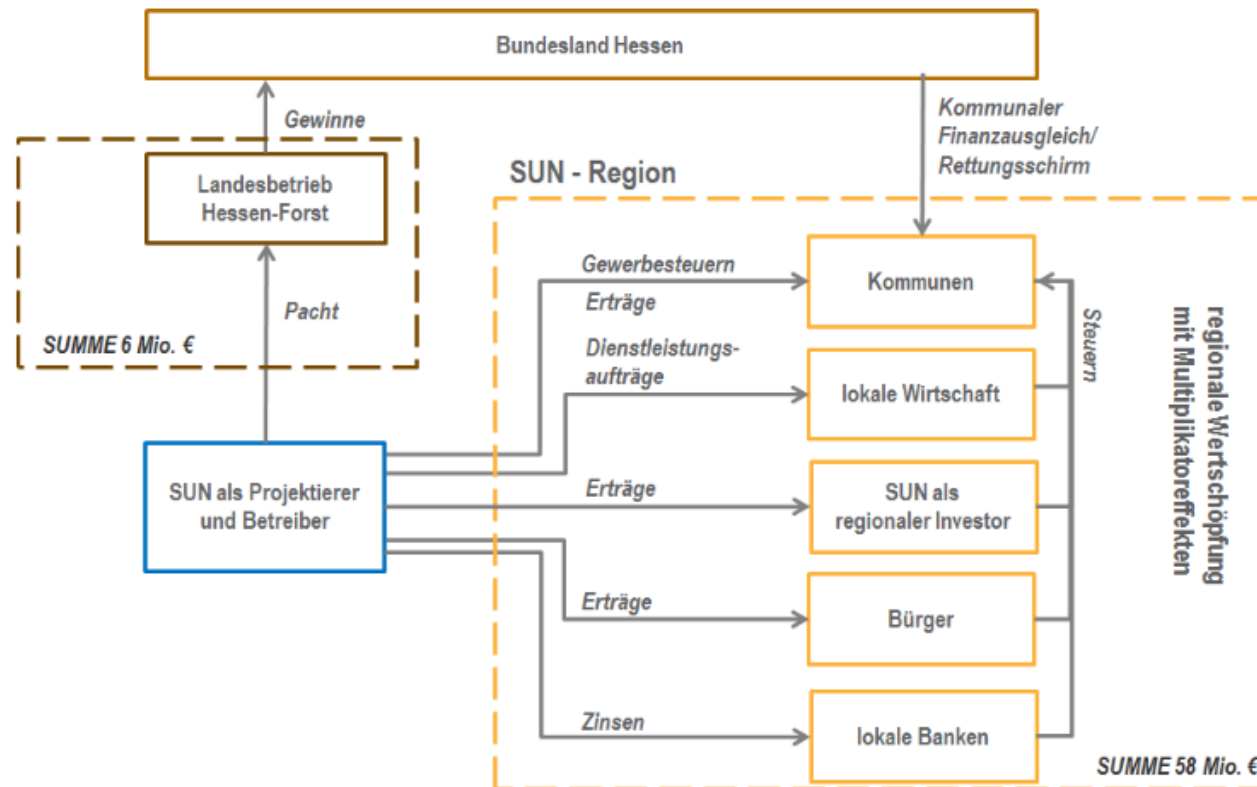 Bundesland Hessen
Gewinne
Kommunaler
Finanzausgleich/
Rettungsschirm
Landesbetrieb
Hessen-Forst
SUN - Region
Pacht
SUMME 6 Mio. €
Gewerbesteuern
Erträge
Kommunen
Steuern
regionale Wertschöpfung
mit Multiplikatoreffekten
Dienstleistungs-
aufträge
lokale Wirtschaft
SUN als Projektierer
und Betreiber
Erträge
SUN als
regionaler Investor
Erträge
Bürger
Zinsen
lokale Banken
SUMME 58 Mio. €